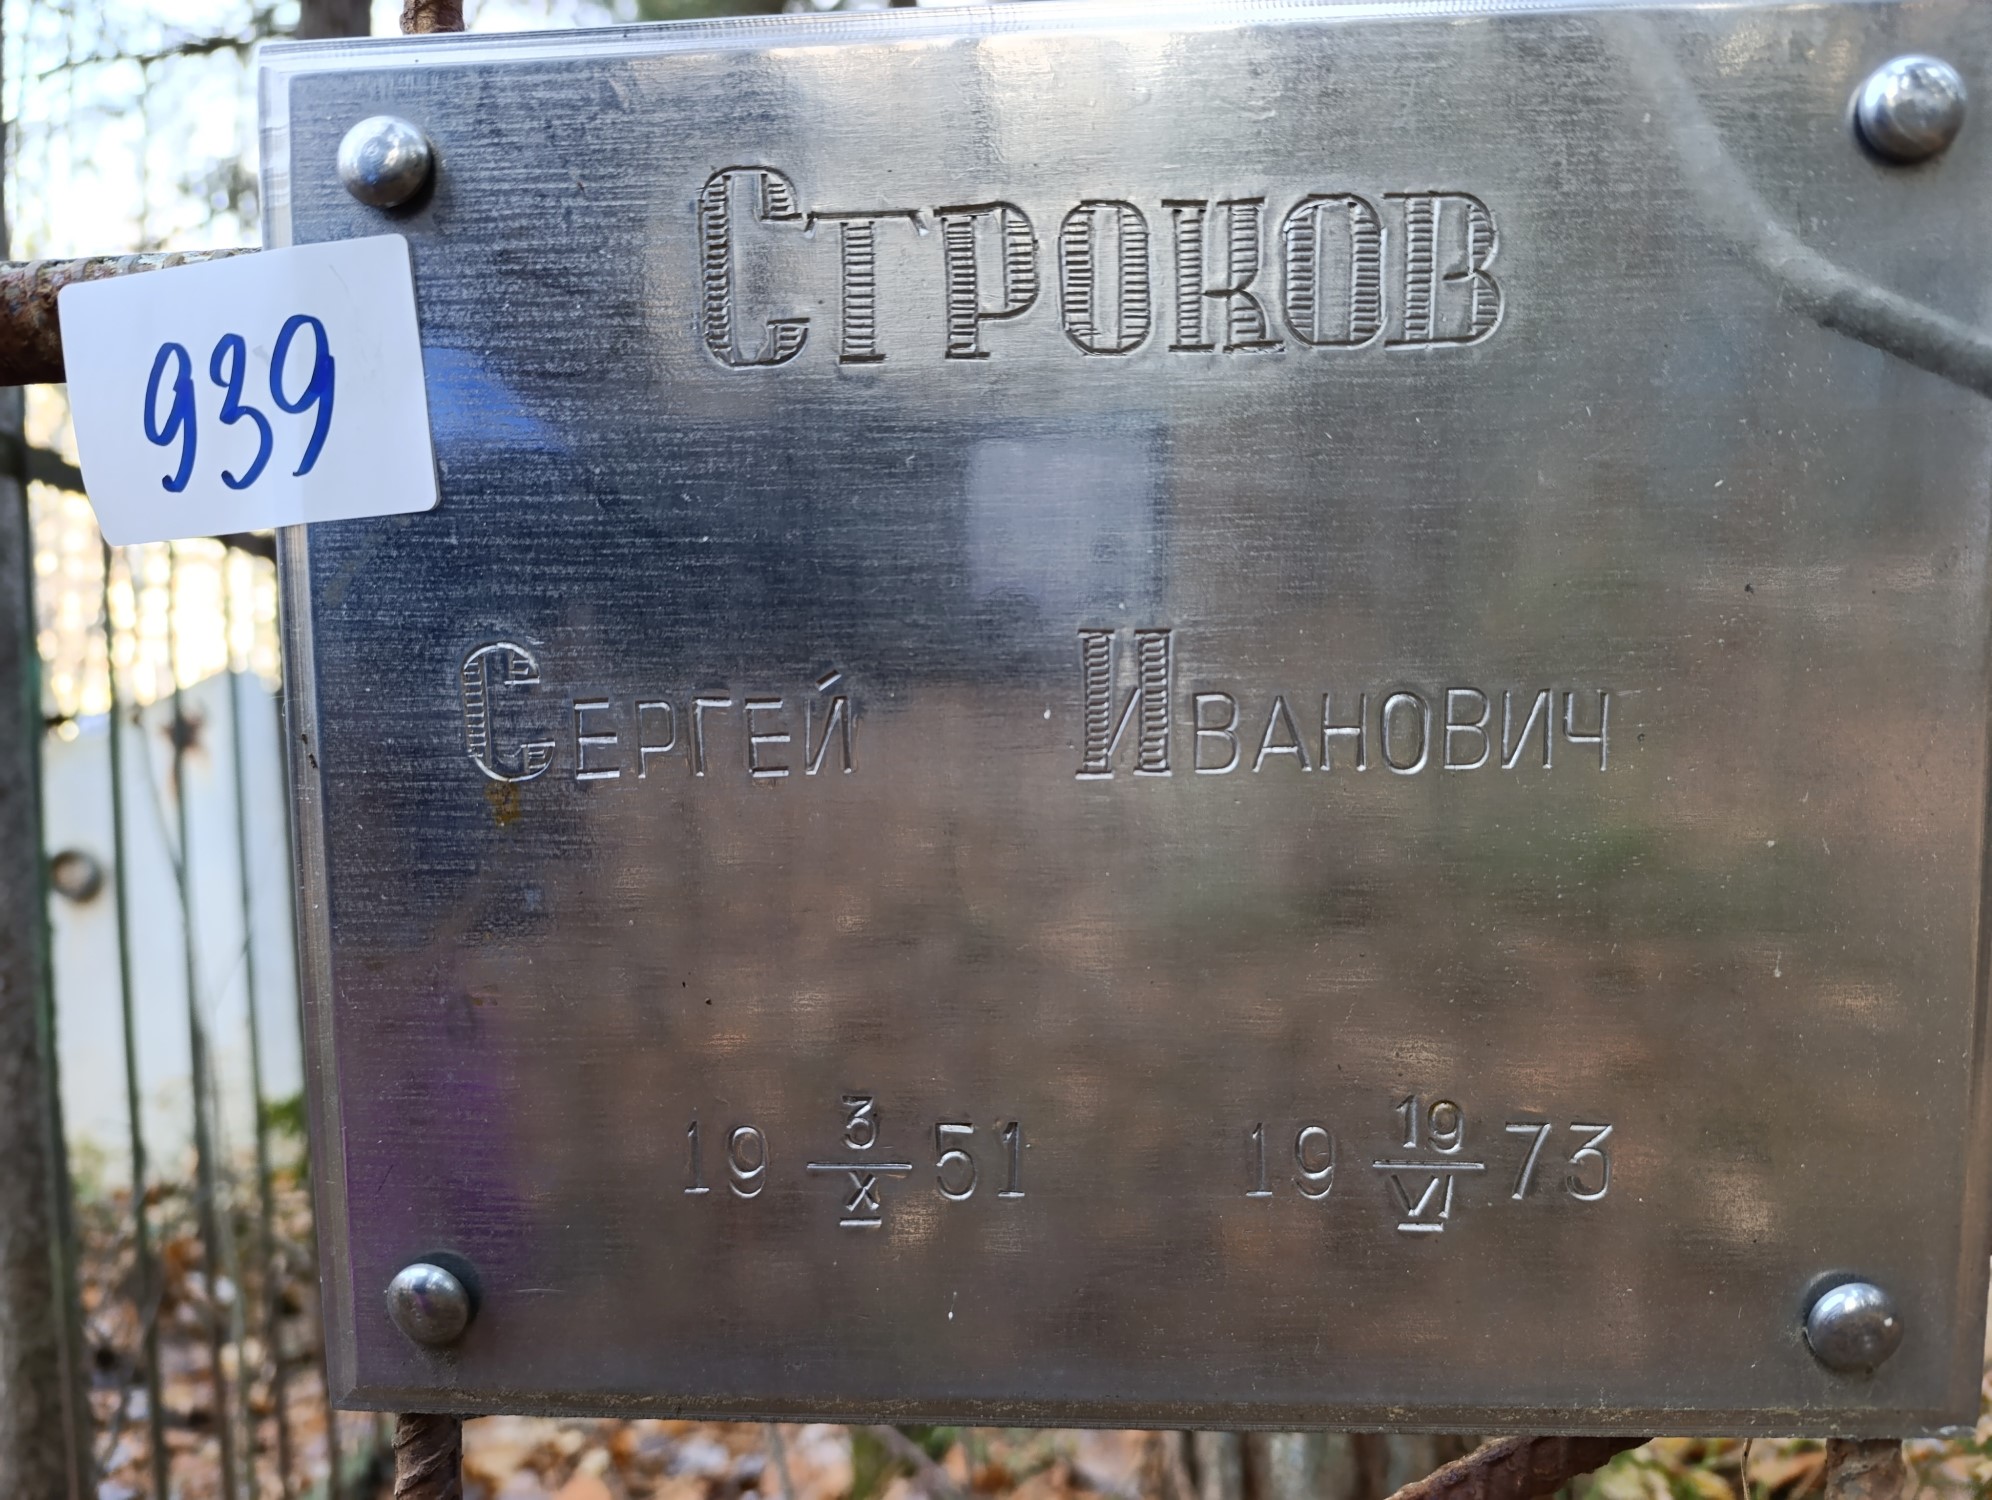 Строков
939
Сергей Иванович
19 3/X 51 19 19/VI 73